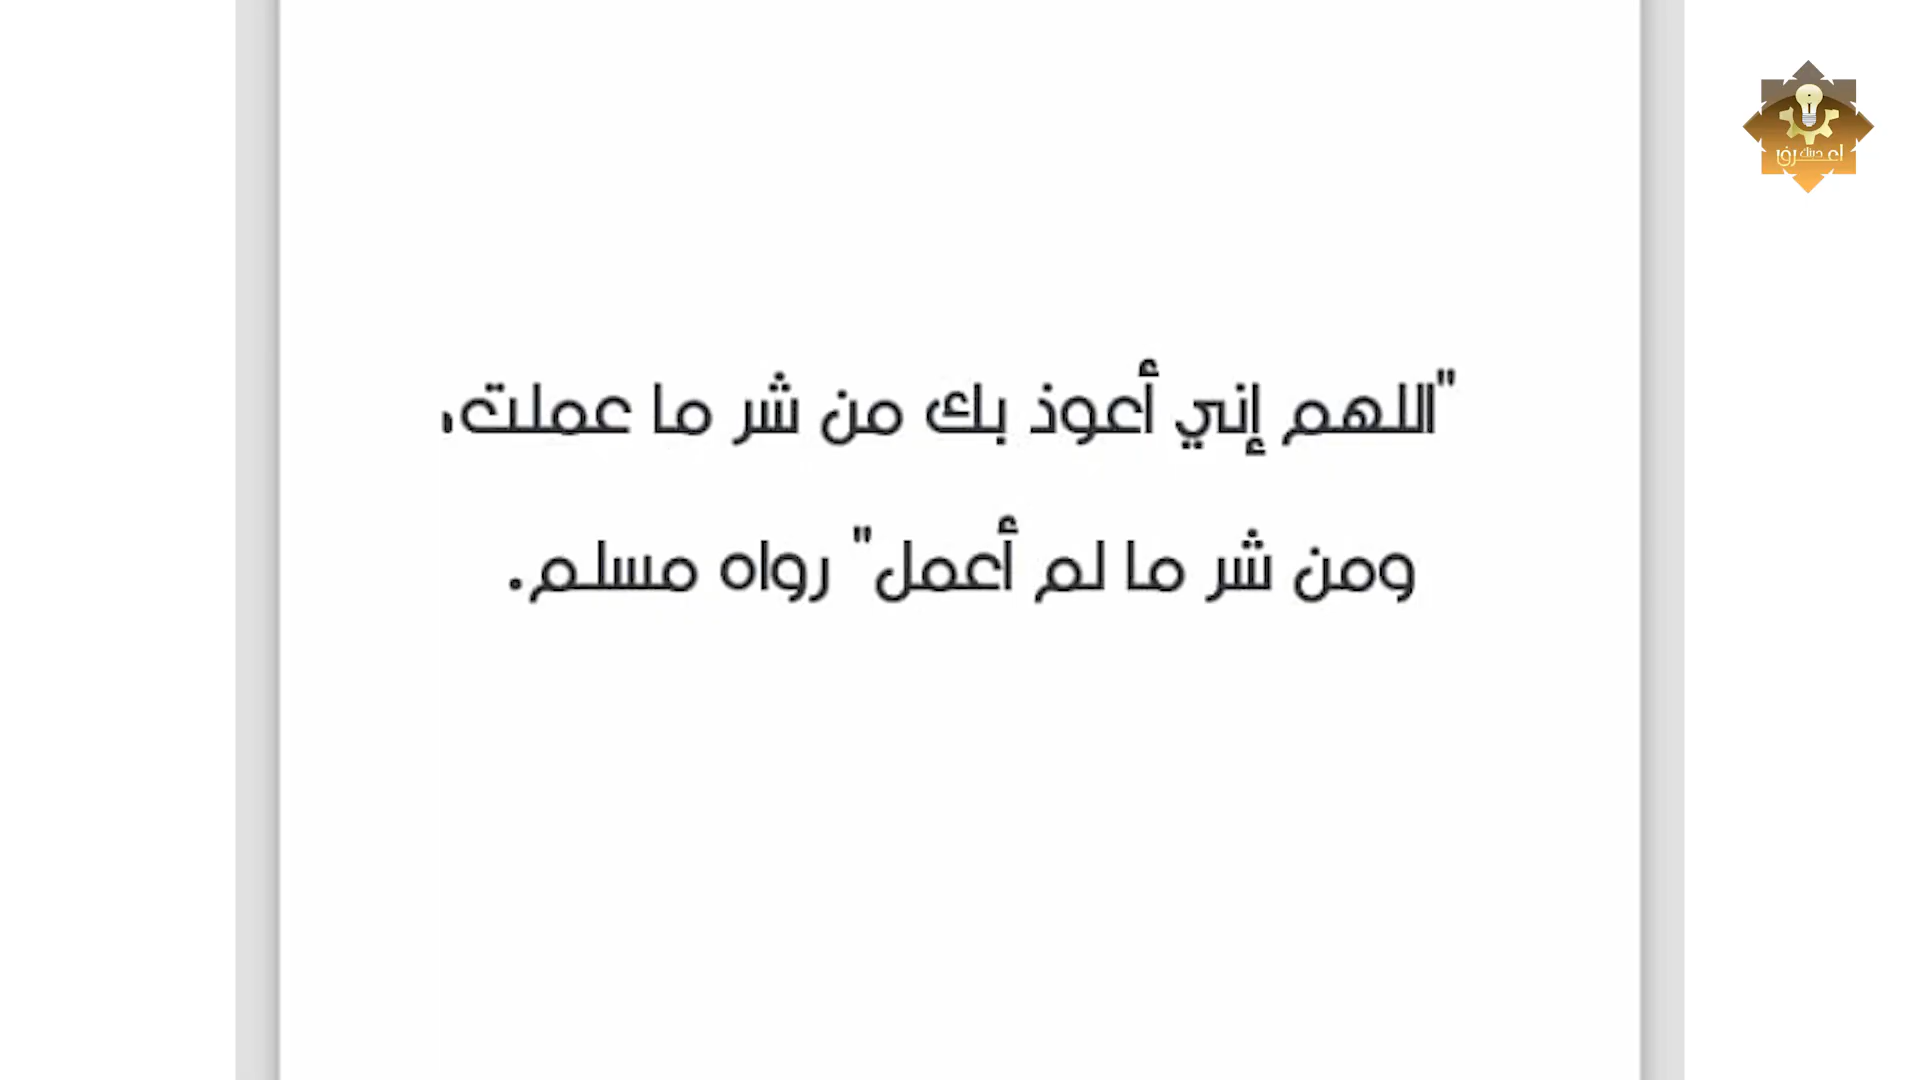 "اللهم إني أعوذ بك من شر ما عملت،
ومن شر ما لم أعمل" رواه مسلم.